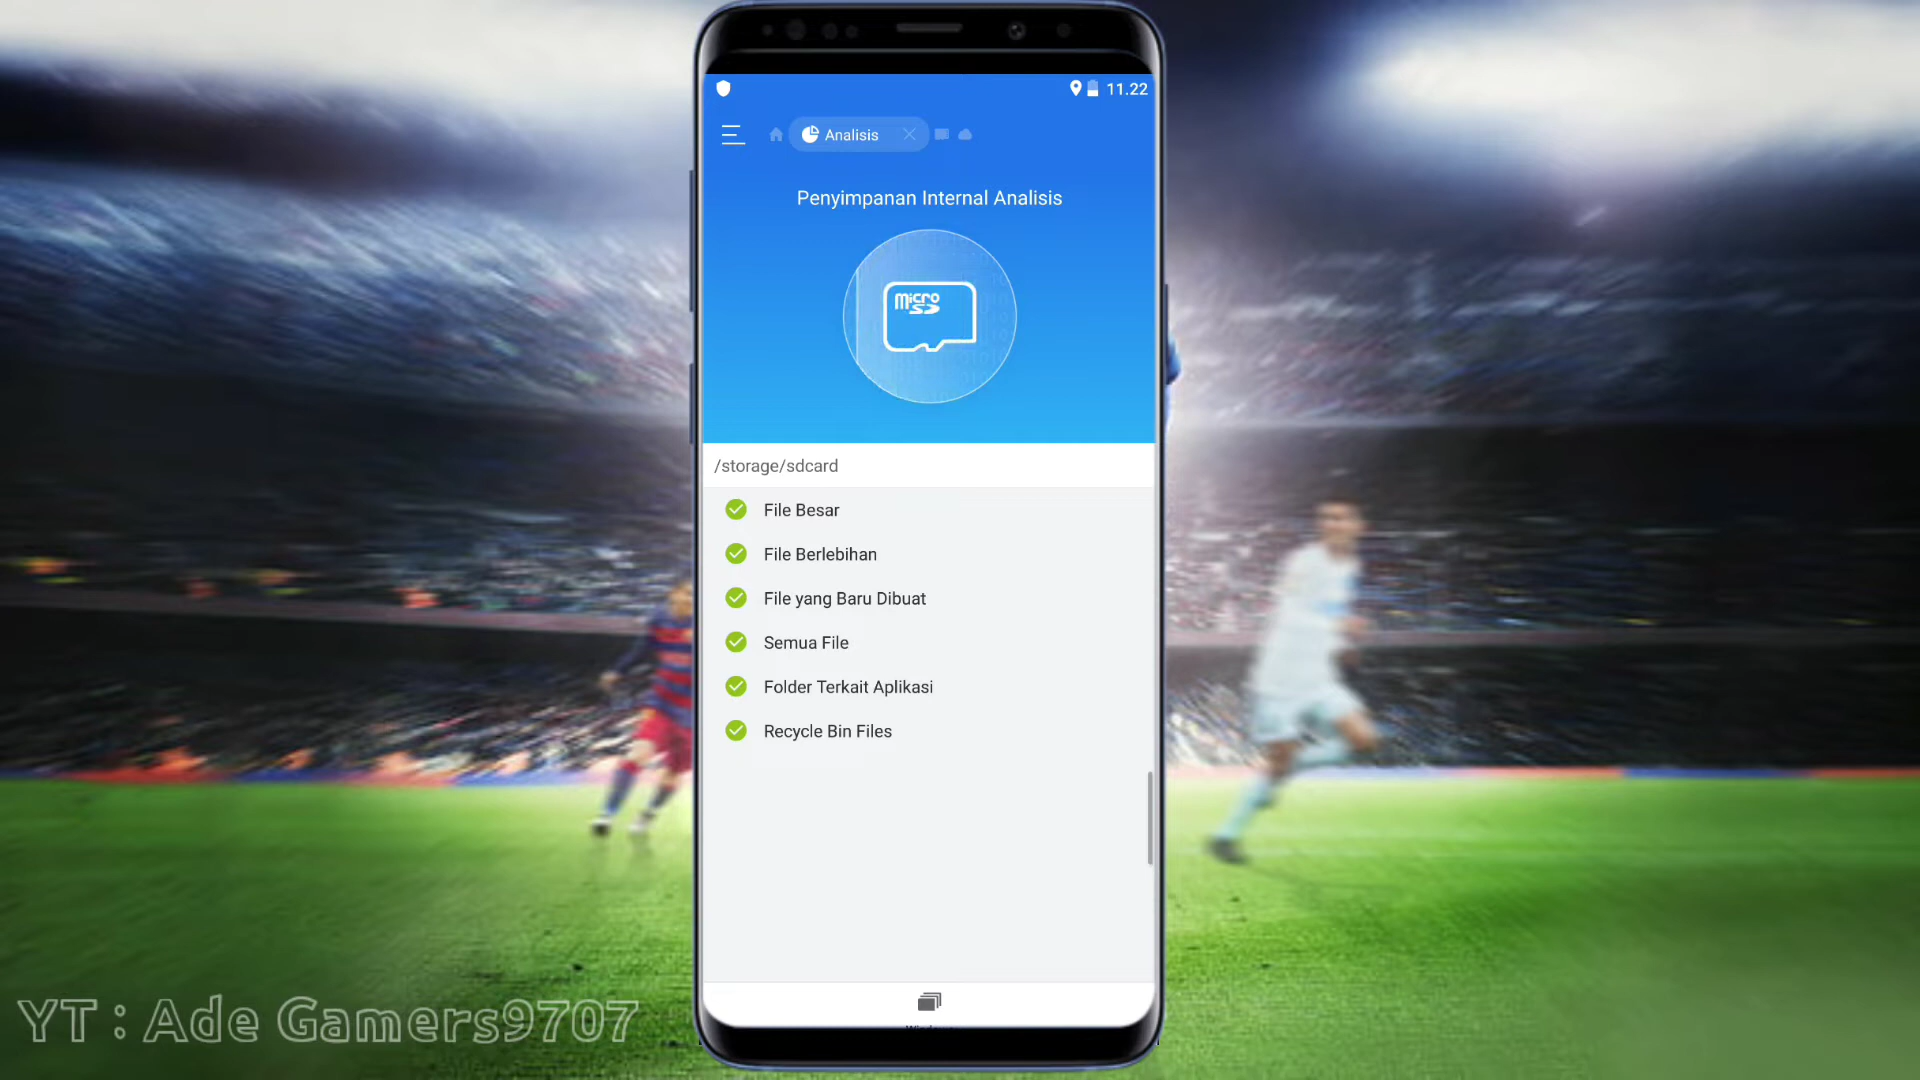 11.22
Analisis
Penyimpanan Internal Analisis
micro
SD
/storage/sdcard
File Besar
File Berlebihan
File yang Baru Dibuat
Semua File
Folder Terkait Aplikasi
Recycle Bin Files
YT : Ade Gamers9707